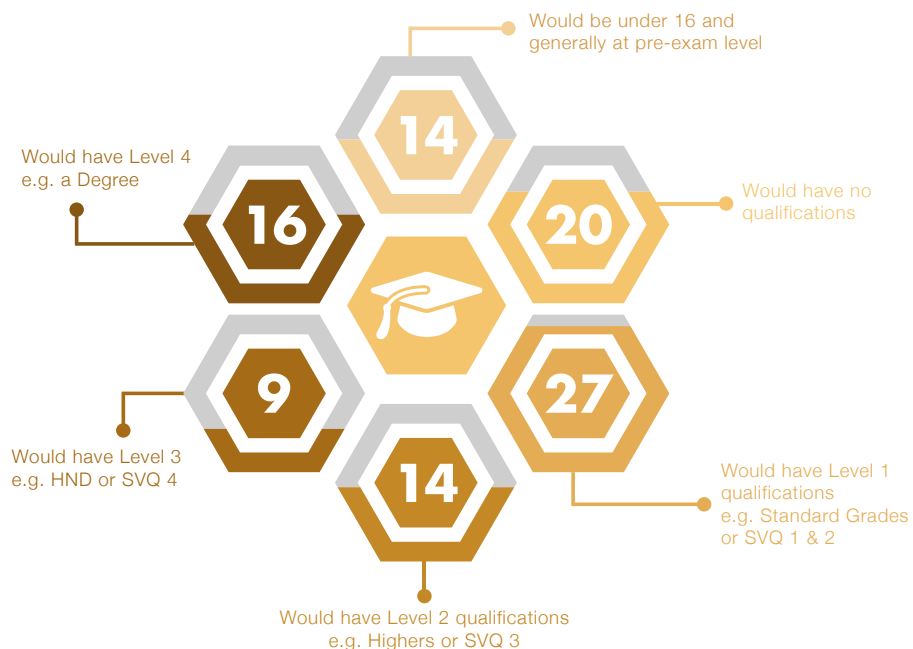 Would be under 16 and
generally at pre-exam level
14
Would have Level 4
e.g. a Degree
16
20
Would have no
qualifications
9
27
Would have Level 3
e.g. HND or SVQ 4
14
Would have Level 1
qualifications
e.g. Standard Grades
or SVQ 1 & 2
Would have Level 2 qualifications
e.g. Highers or SVQ 3